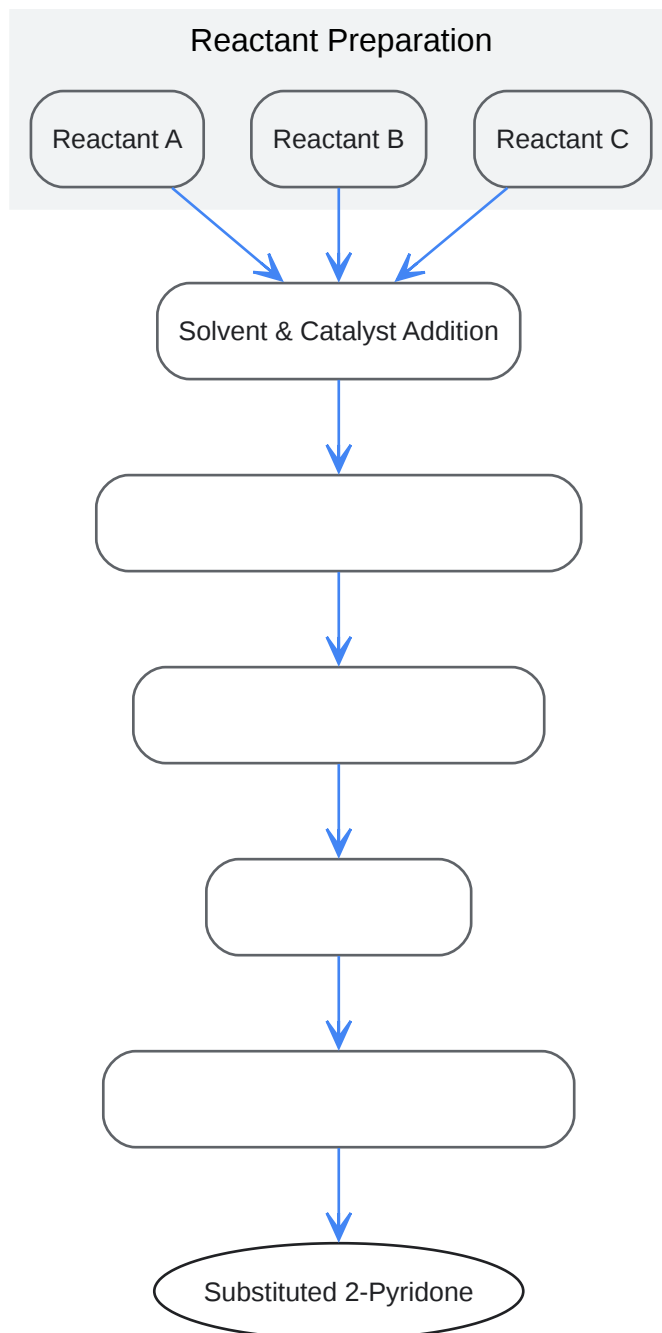 Reactant Preparation
Reactant A
Reactant B
Reactant C
Solvent & Catalyst Addition
Substituted 2-Pyridone